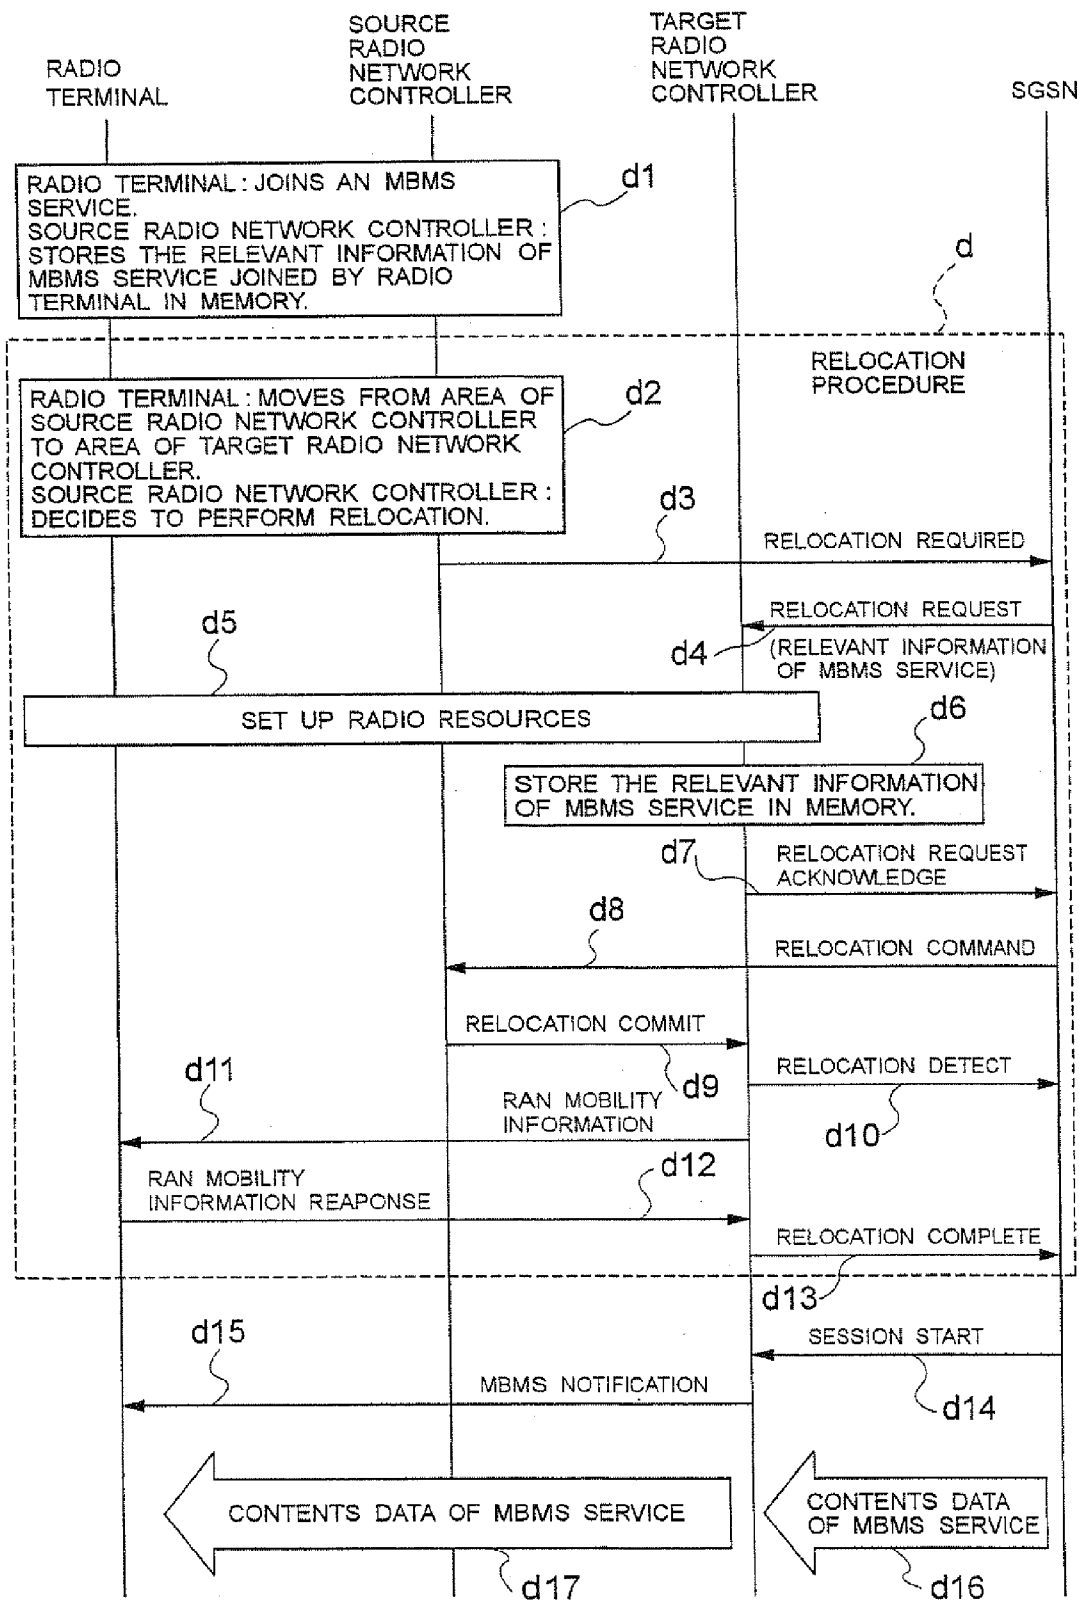 RADIO
TERMINAL
SOURCE
RADIO
NETWORK
CONTROLLER
TARGET
RADIO
NETWORK
CONTROLLER
SGSN
RADIO TERMINAL : JOINS AN MBMS
SERVICE.
SOURCE RADIO NETWORK CONTROLLER :
STORES THE RELEVANT INFORMATION OF
MBMS SERVICE JOINED BY RADIO
TERMINAL IN MEMORY.
d1
d
RELOCATION
PROCEDURE
RADIO TERMINAL : MOVES FROM AREA OF
SOURCE RADIO NETWORK CONTROLLER
TO AREA OF TARGET RADIO NETWORK
CONTROLLER.
SOURCE RADIO NETWORK CONTROLLER :
DECIDES TO PERFORM RELOCATION.
d2
d3
RELOCATION REQUIRED
RELOCATION REQUEST
d4
(RELEVANT INFORMATION
OF MBMS SERVICE)
d5
SET UP RADIO RESOURCES
d6
STORE THE RELEVANT INFORMATION
OF MBMS SERVICE IN MEMORY.
d7
RELOCATION REQUEST
ACKNOWLEDGE
d8
RELOCATION COMMAND
RELOCATION COMMIT
d9
RELOCATION DETECT
d10
d11
RAN MOBILITY
INFORMATION
RAN MOBILITY
INFORMATION REAPONSE
d12
RELOCATION COMPLETE
d13
SESSION START
d14
d15
MBMS NOTIFICATION
CONTENTS DATA OF MBMS SERVICE
d17
CONTENTS DATA
OF MBMS SERVICE
d16